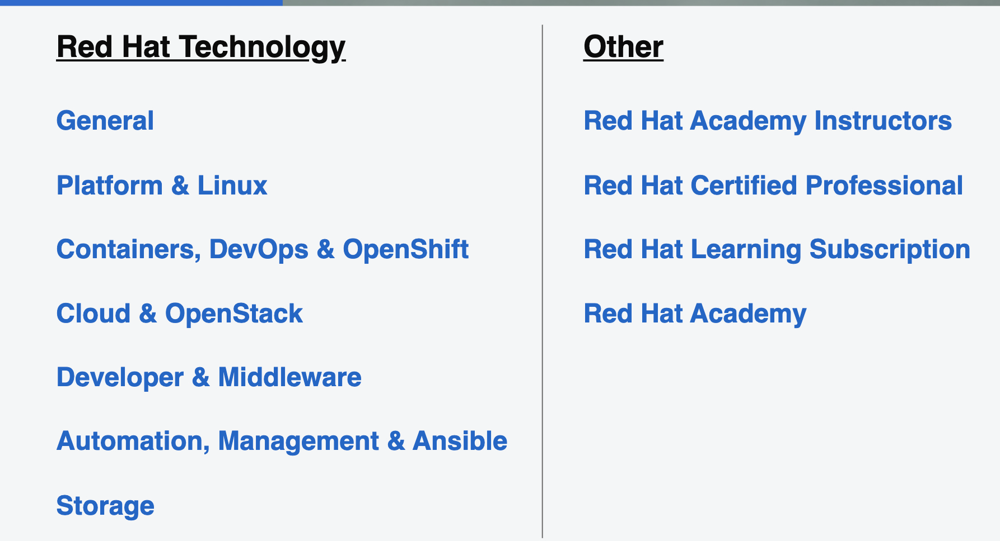 Red Hat Technology
General
Platform & Linux
Containers, DevOps & OpenShift
Cloud & OpenStack
Developer & Middleware
Automation, Management & Ansible
Storage
Other
Red Hat Academy Instructors
Red Hat Certified Professional
Red Hat Learning Subscription
Red Hat Academy